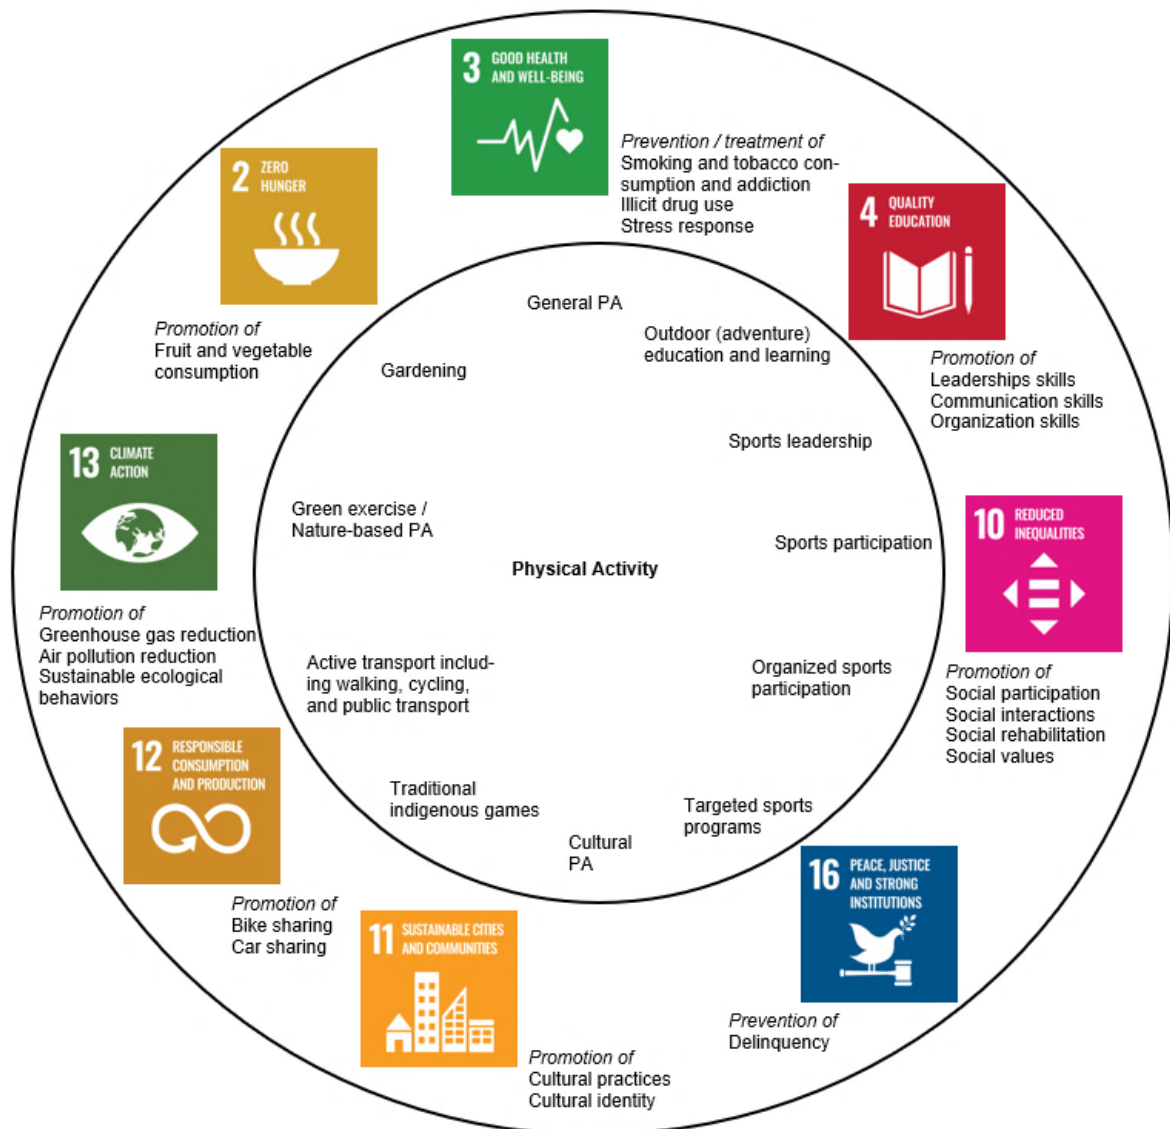 3 GOOD HEALTH
AND WELL-BEING
Prevention / treatment of
Smoking and tobacco con-
sumption and addiction
Illicit drug use
Stress response
2 ZERO
HUNGER
Promotion of
Fruit and vegetable
consumption
4 QUALITY
EDUCATION
Promotion of
Leaderships skills
Communication skills
Organization skills
General PA
Outdoor (adventure)
education and learning
Gardening
Sports leadership
13 CLIMATE
ACTION
Promotion of
Greenhouse gas reduction
Air pollution reduction
Sustainable ecological
behaviors
Green exercise /
Nature-based PA
Sports participation
Physical Activity
10 REDUCED
INEQUALITIES
Promotion of
Social participation
Social interactions
Social rehabilitation
Social values
Active transport includ-
ing walking, cycling,
and public transport
Organized sports
participation
12 RESPONSIBLE
CONSUMPTION
AND PRODUCTION
Promotion of
Bike sharing
Car sharing
Traditional
indigenous games
Cultural
PA
Targeted sports
programs
11 SUSTAINABLE CITIES
AND COMMUNITIES
Promotion of
Cultural practices
Cultural identity
16 PEACE, JUSTICE
AND STRONG
INSTITUTIONS
Prevention of
Delinquency